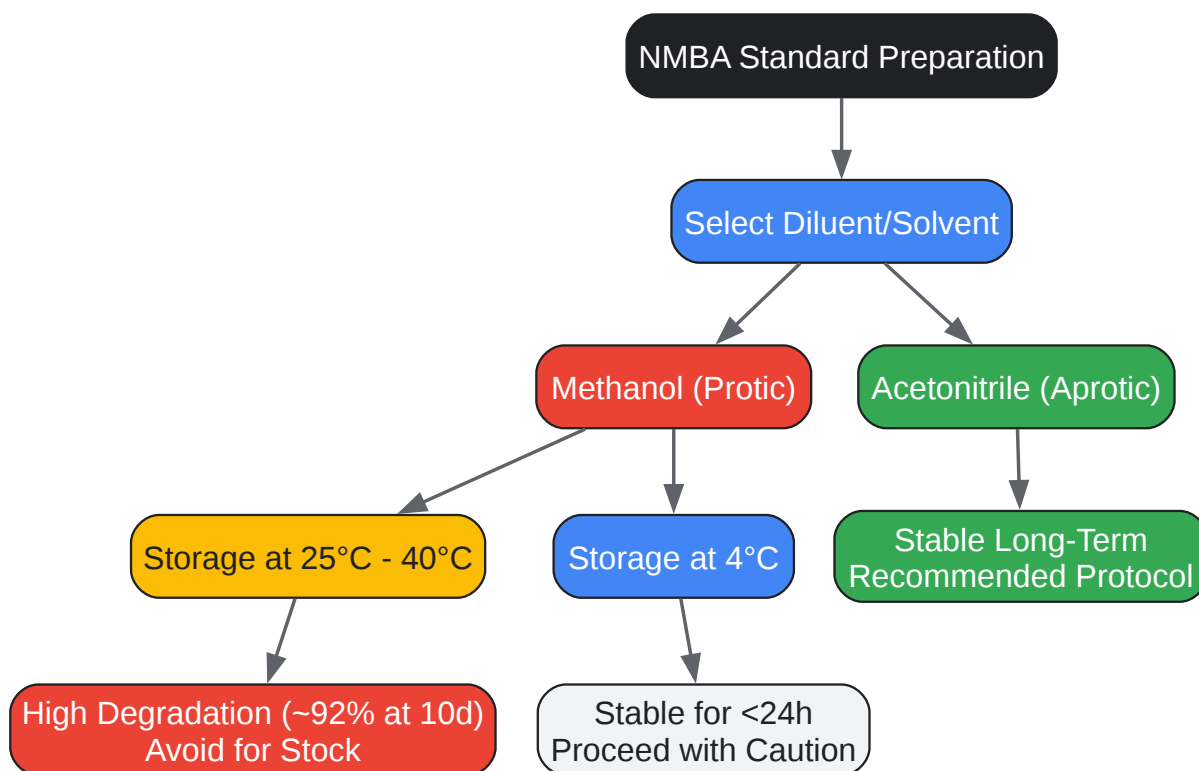 NMBA Standard Preparation
Select Diluent/Solvent
Methanol (Protic)
Acetonitrile (Aprotic)
Storage at 25°C - 40°C
Storage at 4°C
Stable Long-Term
Recommended Protocol
High Degradation (~92% at 10d)
Avoid for Stock
Stable for <24h
Proceed with Caution